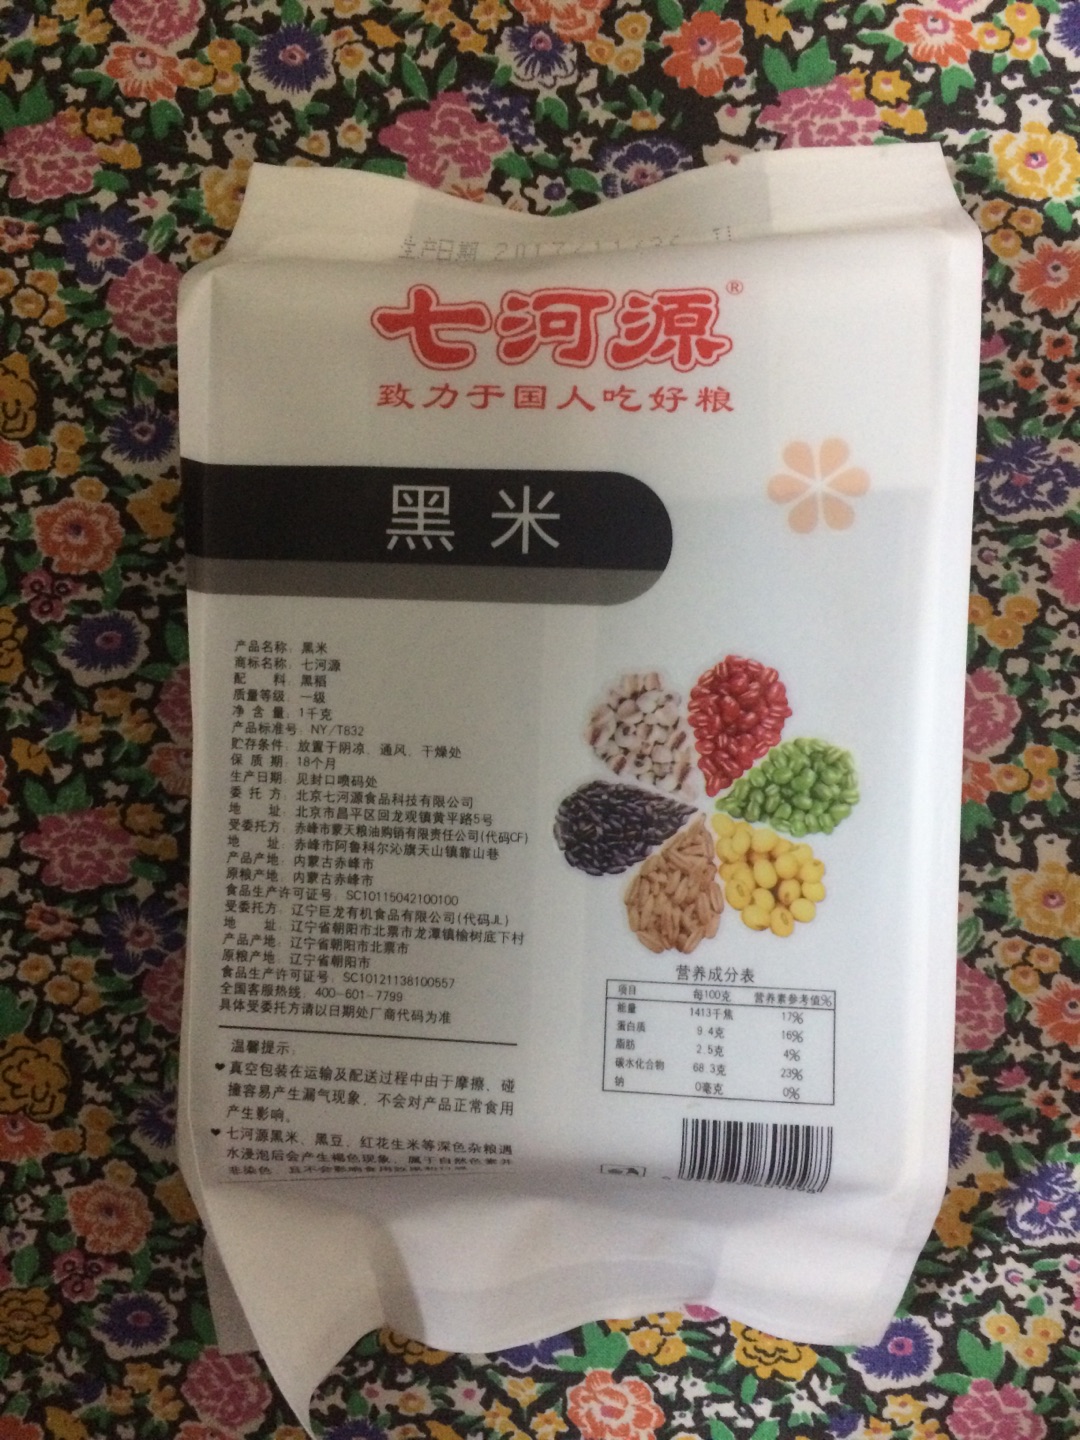 生产日期 2017/11/
七河源®
致力于国人吃好粮
黑米
产品名称：黑米
商标名称：七河源
配 料：黑稻
质量等级：一级
净 含 量：1千克
产品标准号：NY/T832
贮存条件：放置于阴凉、通风、干燥处
保 质 期：18个月
生产日期：见封口喷码处
委 托 方：北京七河源食品科技有限公司
地 址：北京市昌平区回龙观镇黄平路5号
受委托方：赤峰市蒙天粮油购销有限责任公司(代码CF)
地 址：赤峰市阿鲁科尔沁旗天山镇靠山巷
产品产地：内蒙古赤峰市
原粮产地：内蒙古赤峰市
食品生产许可证号：SC10115042100100
受委托方：辽宁巨龙有机食品有限公司(代码JL)
地 址：辽宁省朝阳市北票市龙潭镇榆树底下村
产品产地：辽宁省朝阳市北票市
原粮产地：辽宁省朝阳市
食品生产许可证号：SC10121138100557
全国客服热线：400-601-7799
具体受委托方请以日期处厂商代码为准
温馨提示：
❤真空包装在运输及配送过程中由于摩擦、碰
撞容易产生漏气现象，不会对产品正常食用
产生影响。
❤七河源黑米、黑豆、红花生米等深色杂粮遇
水浸泡后会产生褪色现象，属于自然色素并
非染色，且不会影响食用
营养成分表
项目 每100克 营养素参考值%
能量 1413千焦 17%
蛋白质 9.4克 16%
脂肪 2.5克 4%
碳水化合物 68.3克 23%
钠 0毫克 0%